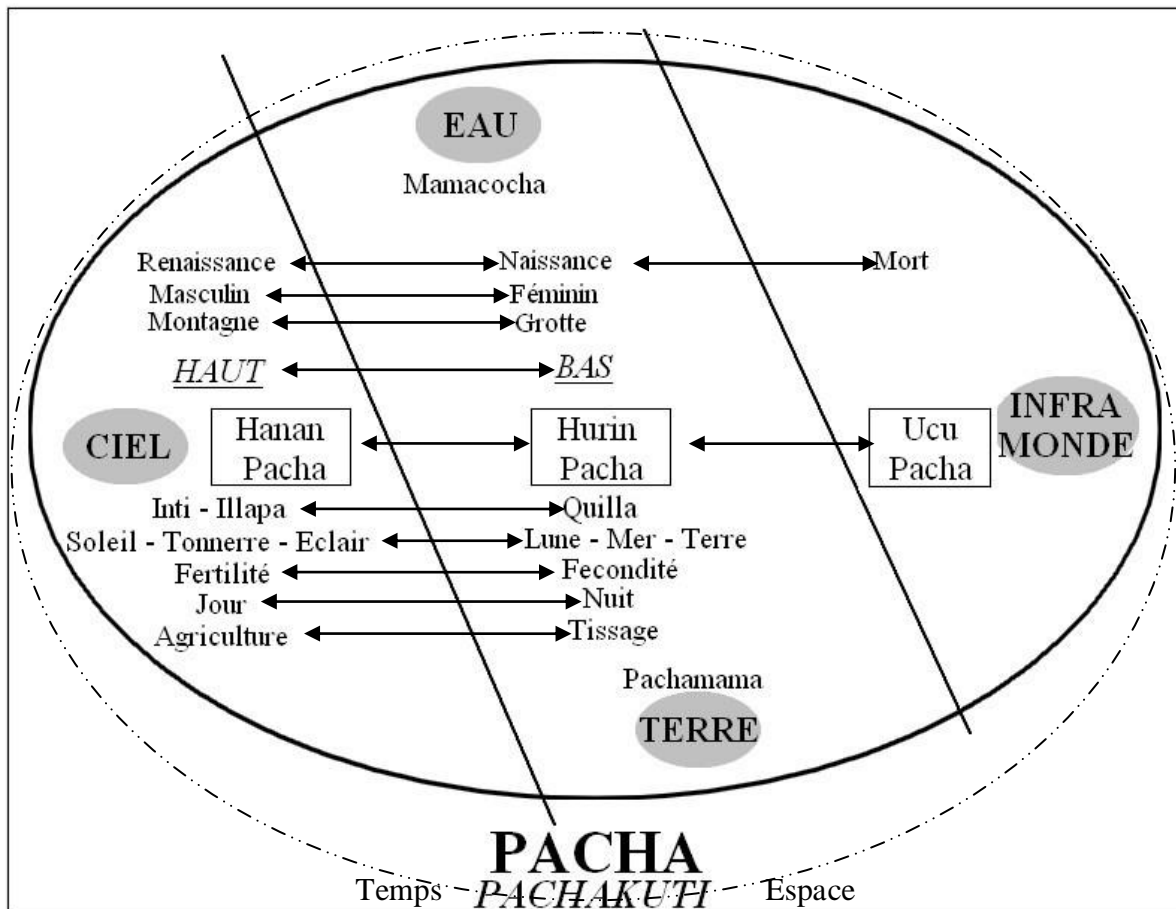 EAU
Mamacocha
Renaissance Naissance Mort
Masculin Féminin
Montagne Grotte
HAUT BAS
CIEL
Hanan
Pacha
Hurin
Pacha
Ucu
Pacha
INFRA
MONDE
Inti - Illapa Quilla
Soleil - Tonnerre - Eclair Lune - Mer - Terre
Fertilité Fecondité
Jour Nuit
Agriculture Tissage
Pachamama
TERRE
PACHA
Temps PACHAKUTI Espace